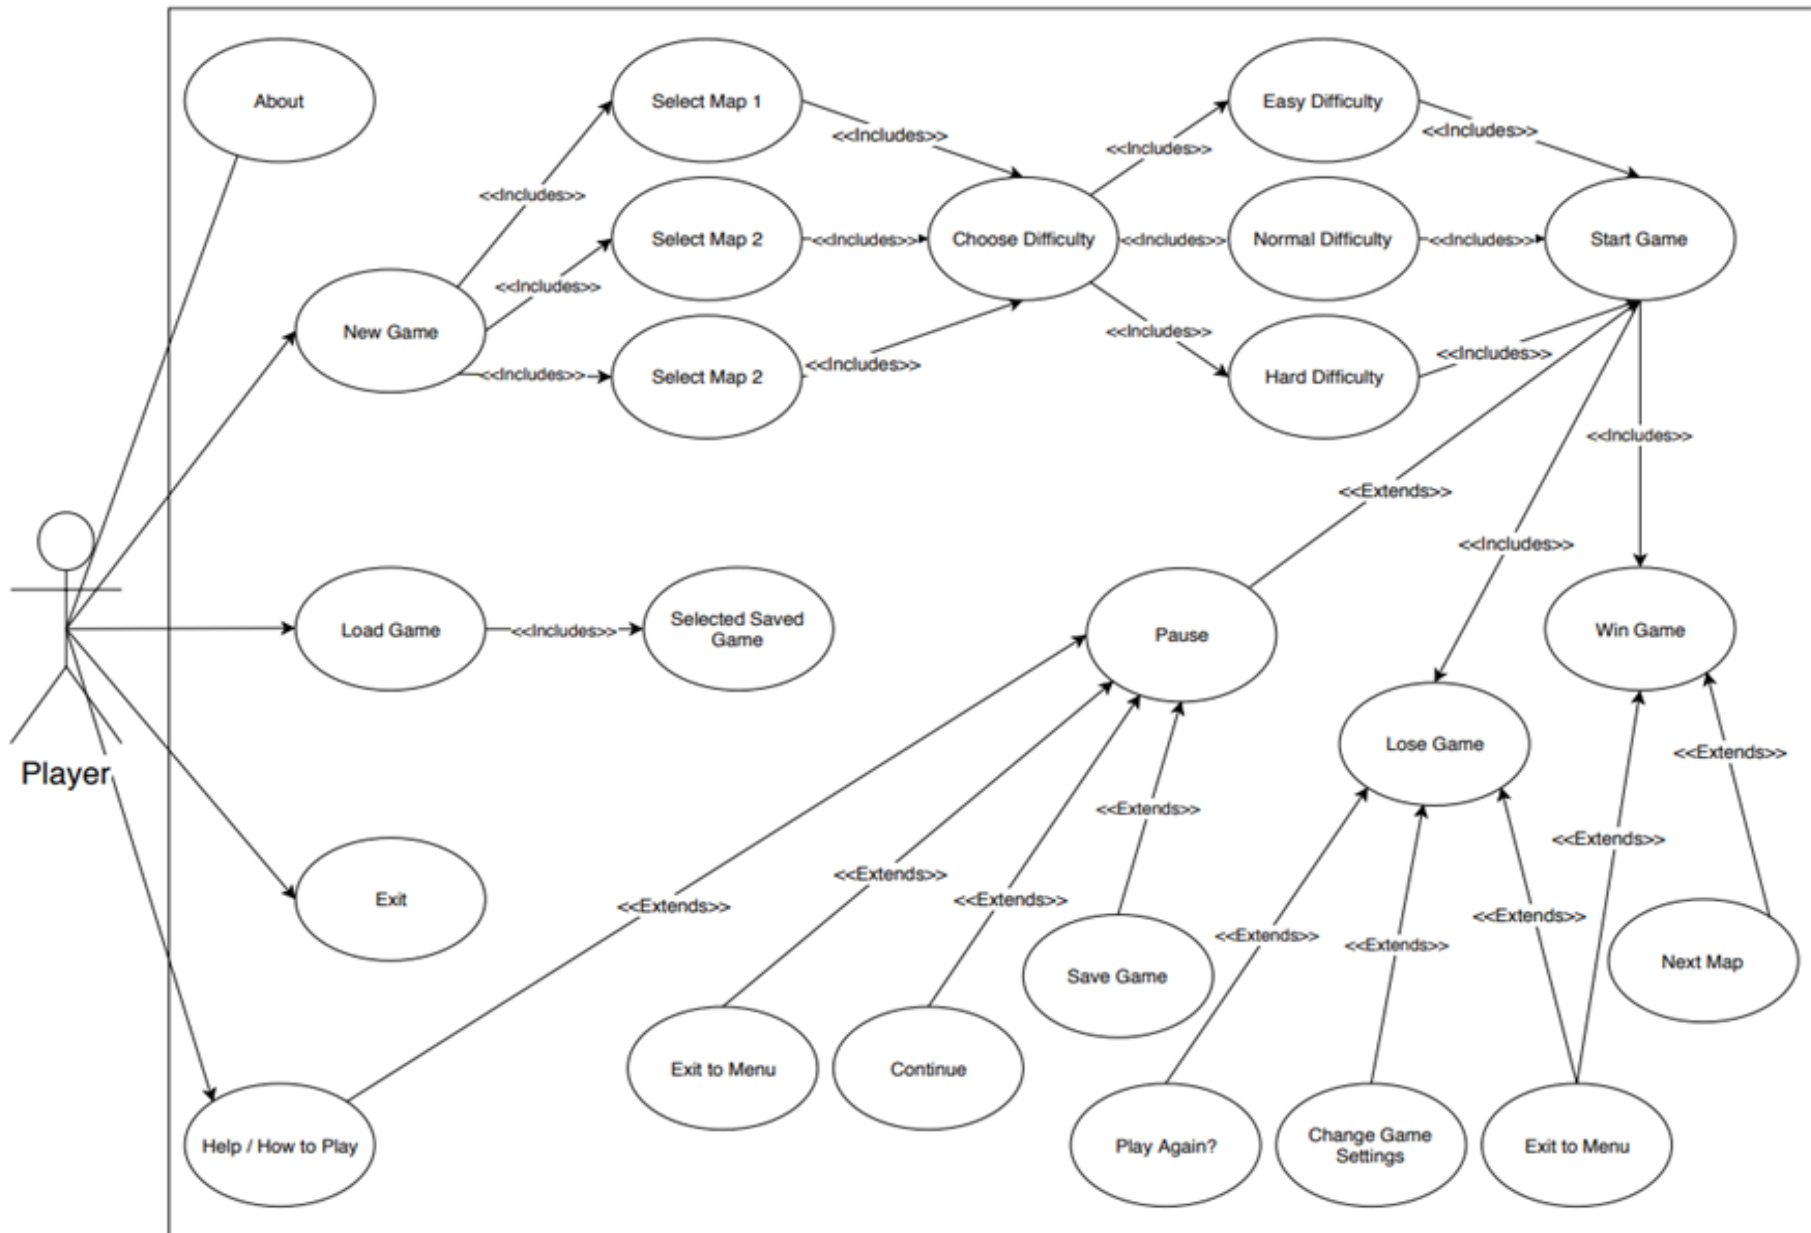 About
Select Map 1
Easy Difficulty
<<Includes>>
<<Includes>>
<<Includes>>
<<Includes>>
Select Map 2
<<Includes>>
Choose Difficulty
<<Includes>>
Normal Difficulty
<<Includes>>
Start Game
<<Includes>>
New Game
<<Includes>>
<<Includes>>
Select Map 2
<<Includes>>
Hard Difficulty
<<Includes>>
<<Includes>>
<<Extends>>
<<Includes>>
Load Game
<<Includes>>
Selected Saved
Game
Pause
Win Game
Lose Game
<<Extends>>
Player
<<Extends>>
<<Extends>>
<<Extends>>
Exit
<<Extends>>
<<Extends>>
<<Extends>>
<<Extends>>
<<Extends>>
Next Map
Save Game
Exit to Menu
Continue
Help / How to Play
Play Again?
Change Game
Settings
Exit to Menu
<<Extends>>